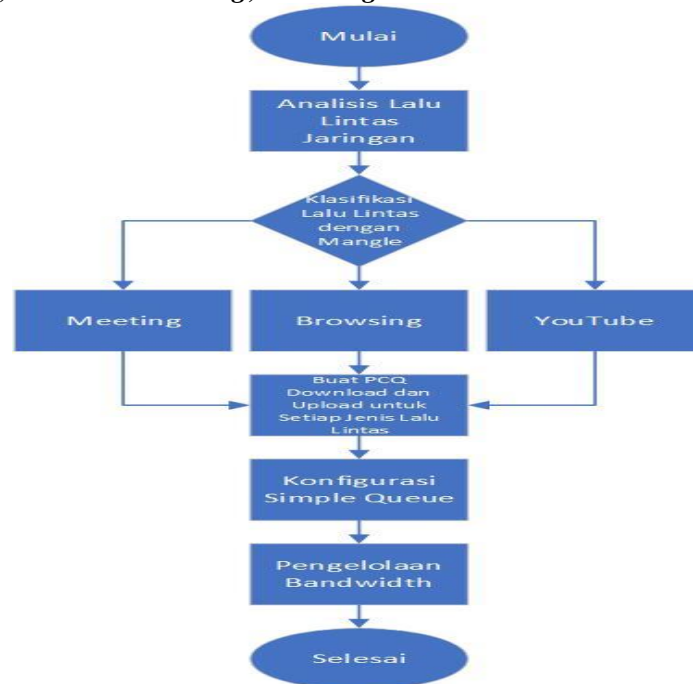 Mulai
Analisis Lalu
Lintas
Jaringan
Klasifikasi
Lalu Lintas
dengan
Mangle
Meeting
Browsing
YouTube
Buat PCQ
Download dan
Upload untuk
Setiap Jenis Lalu
Lintas
Konfigurasi
Simple Queue
Pengelolaan
Bandwidth
Selesai